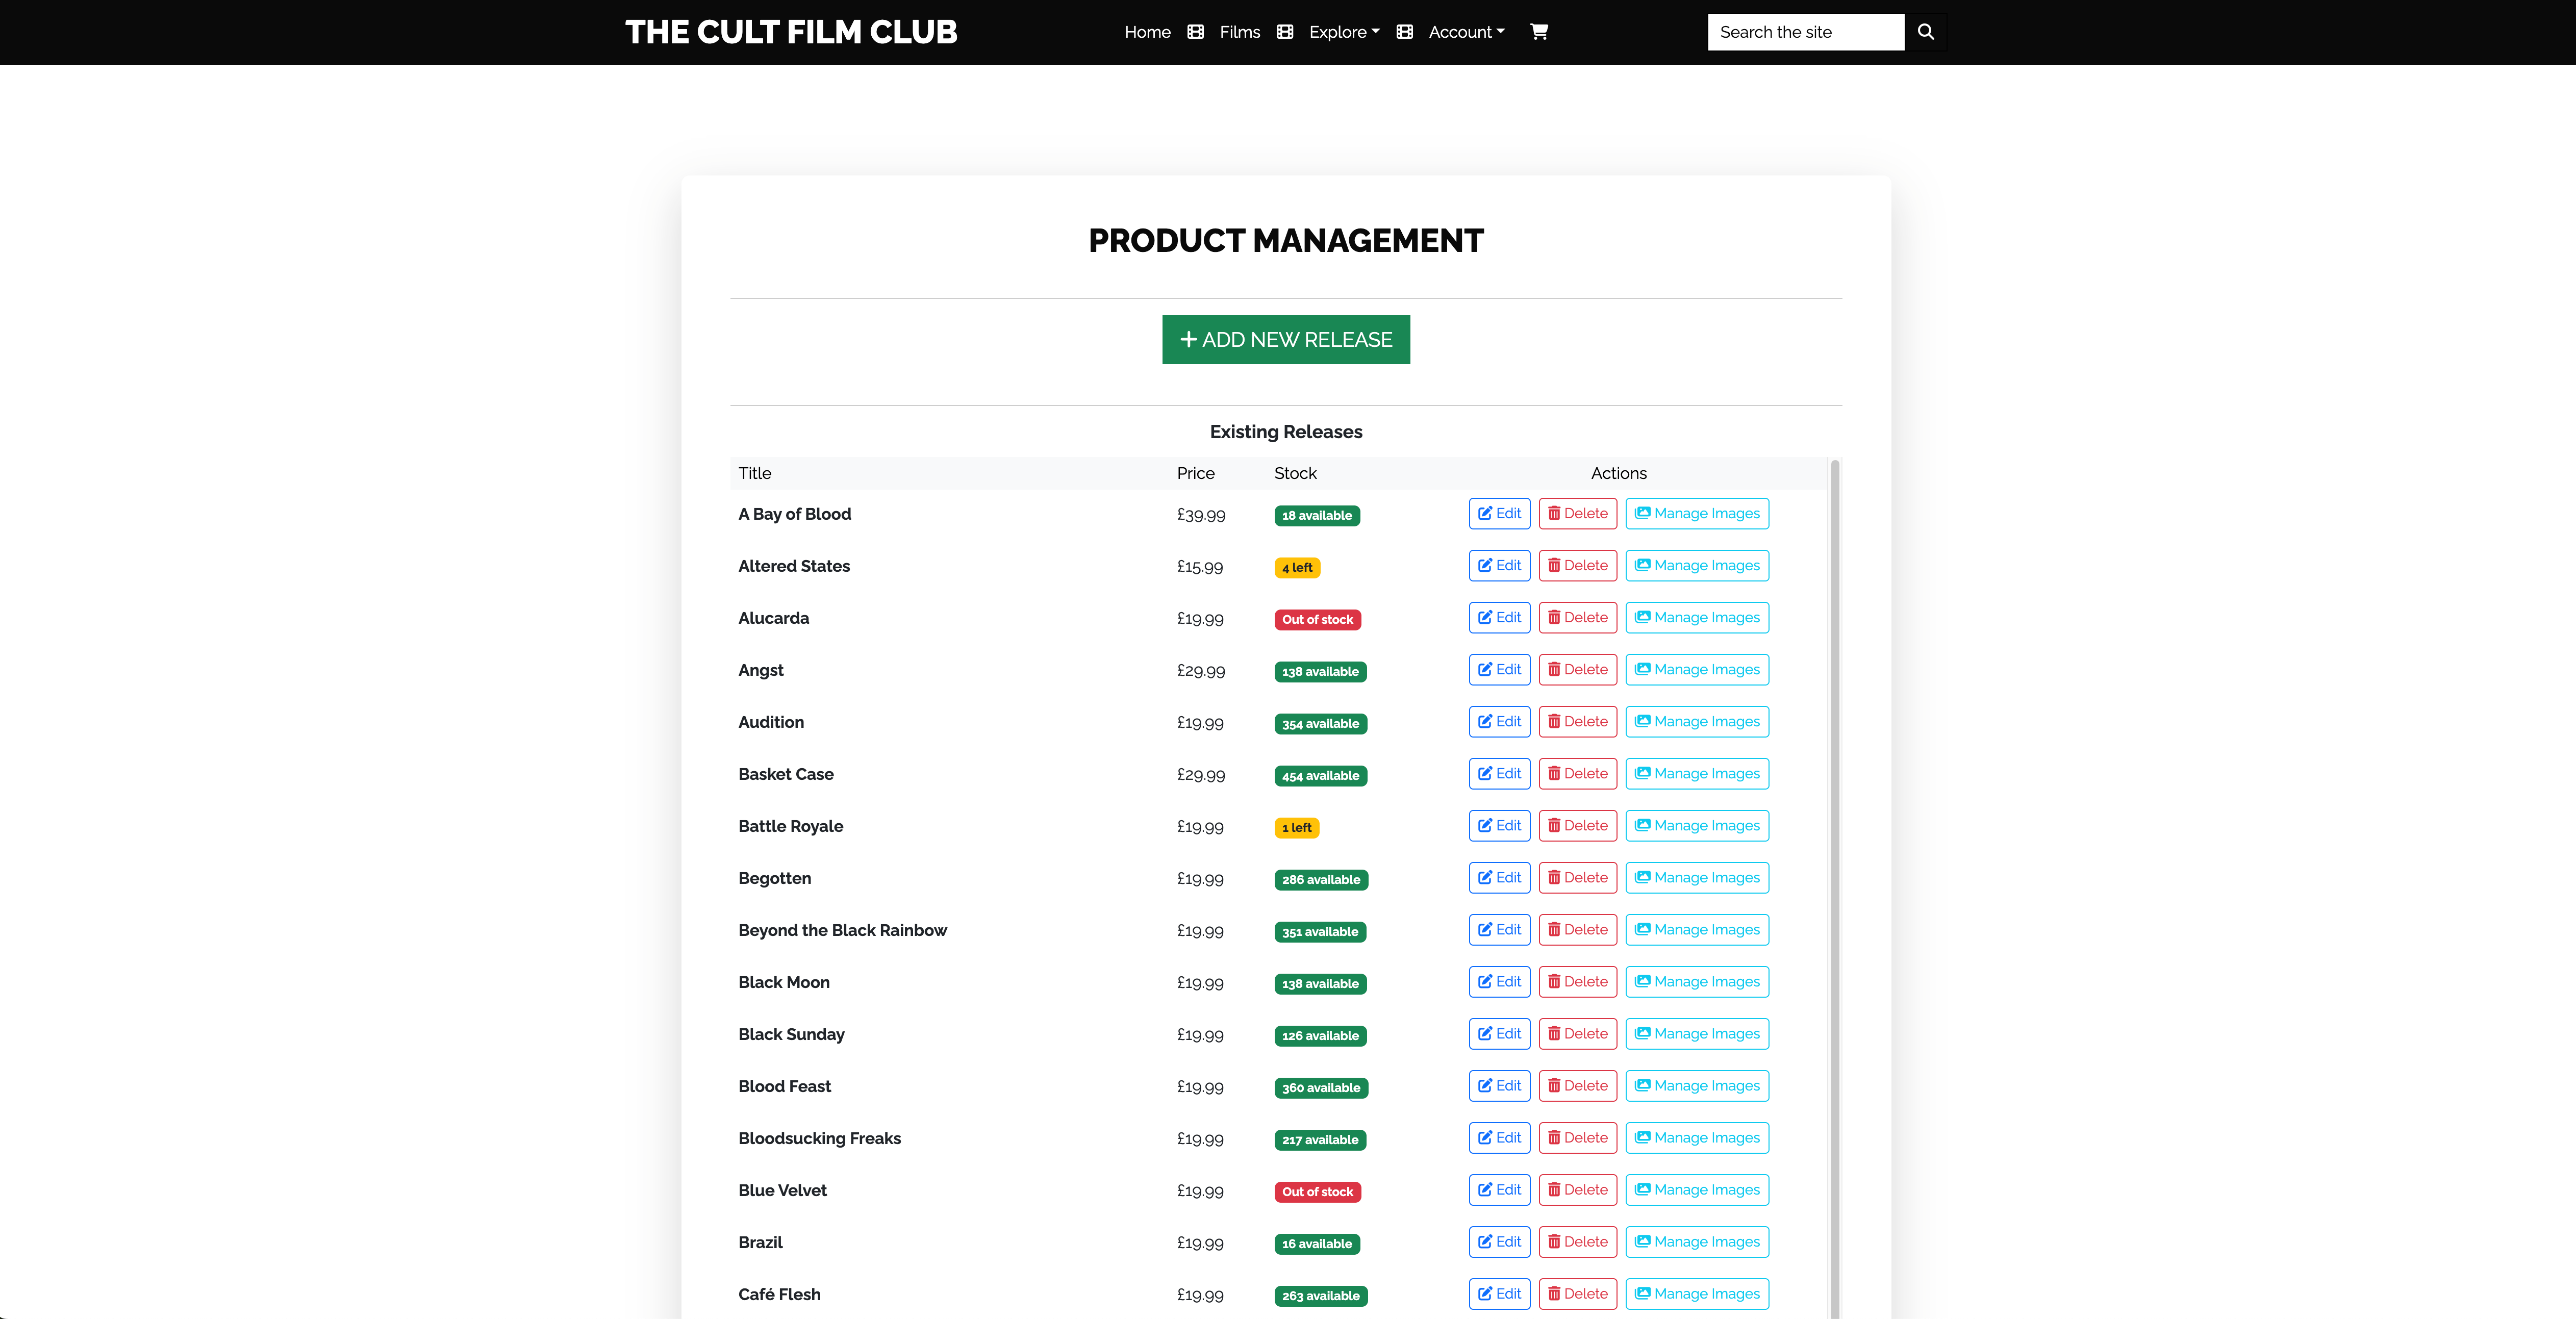 THE CULT FILM CLUB Home Films Explore Account Search the site
PRODUCT MANAGEMENT
ADD NEW RELEASE
Existing Releases
Title Price Stock Actions
A Bay of Blood £39.99 18 available Edit Delete Manage Images
Altered States £15.99 4 left Edit Delete Manage Images
Alucarda £19.99 Out of stock Edit Delete Manage Images
Angst £29.99 138 available Edit Delete Manage Images
Audition £19.99 354 available Edit Delete Manage Images
Basket Case £29.99 454 available Edit Delete Manage Images
Battle Royale £19.99 1 left Edit Delete Manage Images
Begotten £19.99 286 available Edit Delete Manage Images
Beyond the Black Rainbow £19.99 351 available Edit Delete Manage Images
Black Moon £19.99 138 available Edit Delete Manage Images
Black Sunday £19.99 126 available Edit Delete Manage Images
Blood Feast £19.99 360 available Edit Delete Manage Images
Bloodsucking Freaks £19.99 217 available Edit Delete Manage Images
Blue Velvet £19.99 Out of stock Edit Delete Manage Images
Brazil £19.99 16 available Edit Delete Manage Images
Café Flesh £19.99 263 available Edit Delete Manage Images